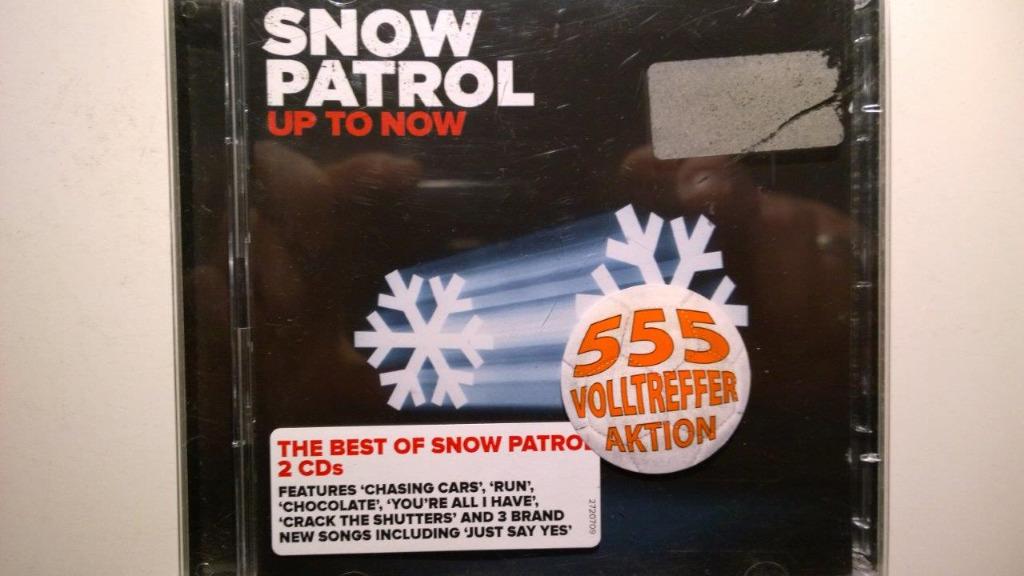 SNOW
PATROL
UP TO NOW
555
VOLLTREFFER
AKTION
THE BEST OF SNOW PATROL
2 CDs
FEATURES ‘CHASING CARS’, ‘RUN’,
‘CHOCOLATE’, ‘YOU’RE ALL I HAVE’,
‘CRACK THE SHUTTERS’ AND 3 BRAND
NEW SONGS INCLUDING ‘JUST SAY YES’
2720709